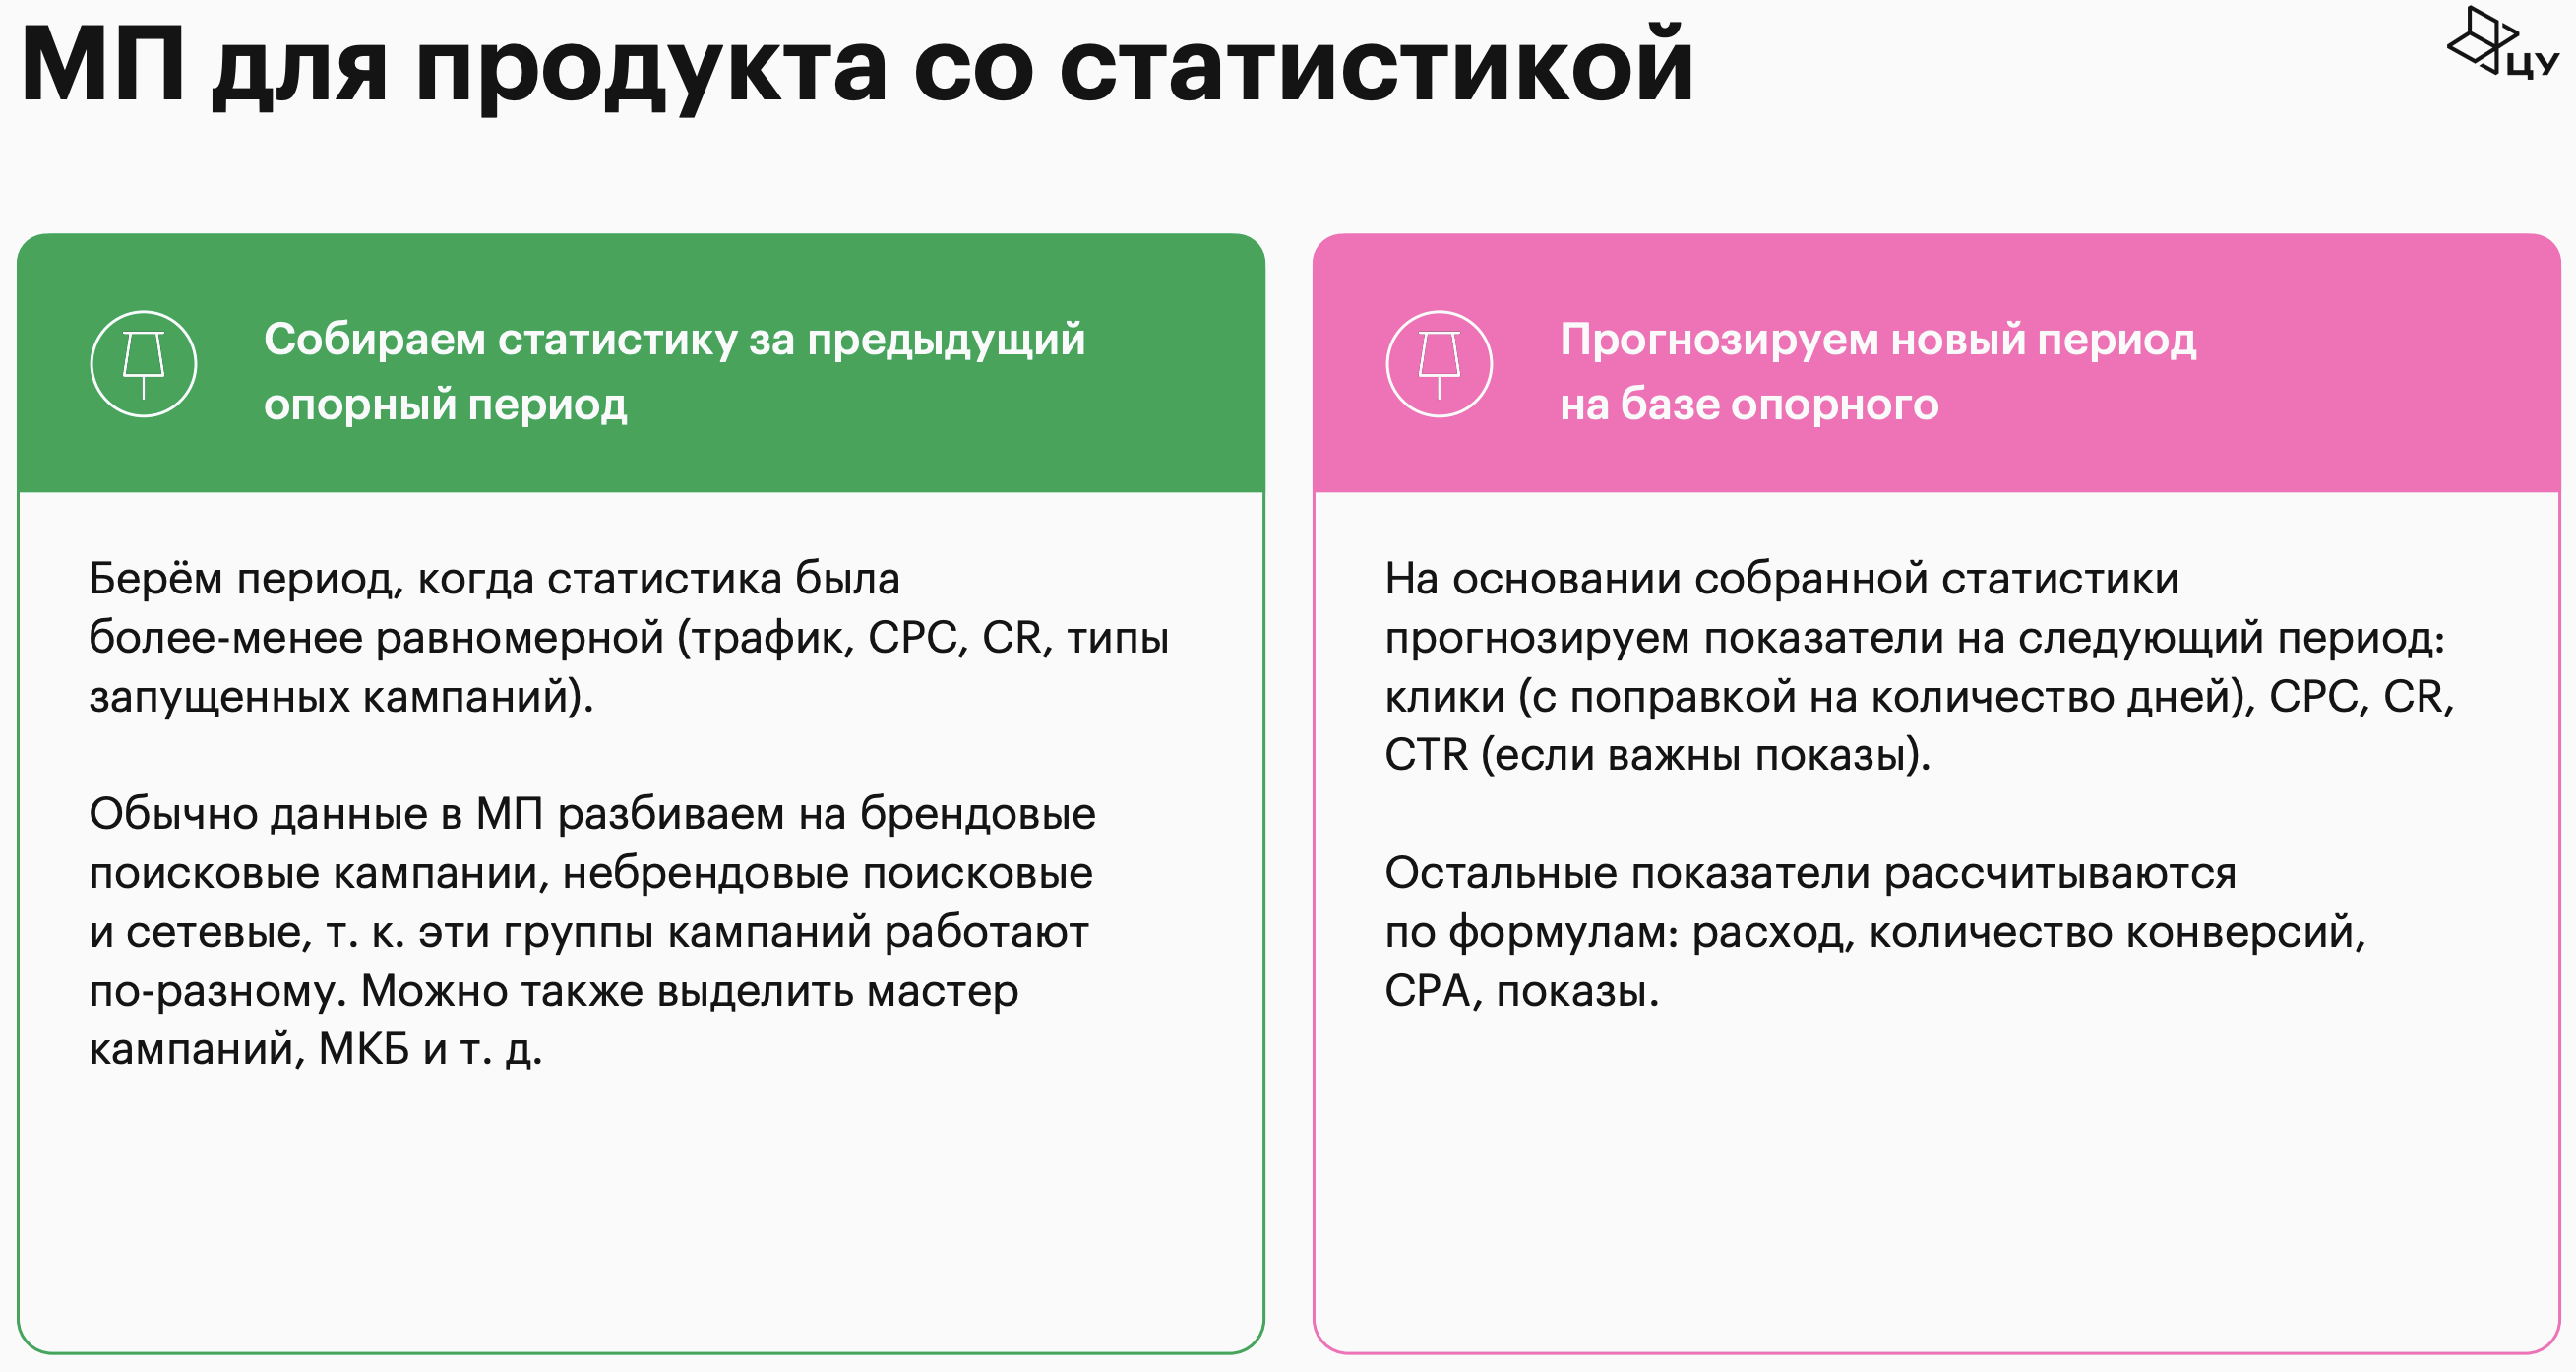 МП для продукта со статистикой
ЦУ
Собираем статистику за предыдущий
опорный период
Берём период, когда статистика была
более-менее равномерной (трафик, CPC, CR, типы
запущенных кампаний).
Обычно данные в МП разбиваем на брендовые
поисковые кампании, небрендовые поисковые
и сетевые, т. к. эти группы кампаний работают
по-разному. Можно также выделить мастер
кампаний, МКБ и т. д.
Прогнозируем новый период
на базе опорного
На основании собранной статистики
прогнозируем показатели на следующий период:
клики (с поправкой на количество дней), CPC, CR,
CTR (если важны показы).
Остальные показатели рассчитываются
по формулам: расход, количество конверсий,
CPA, показы.